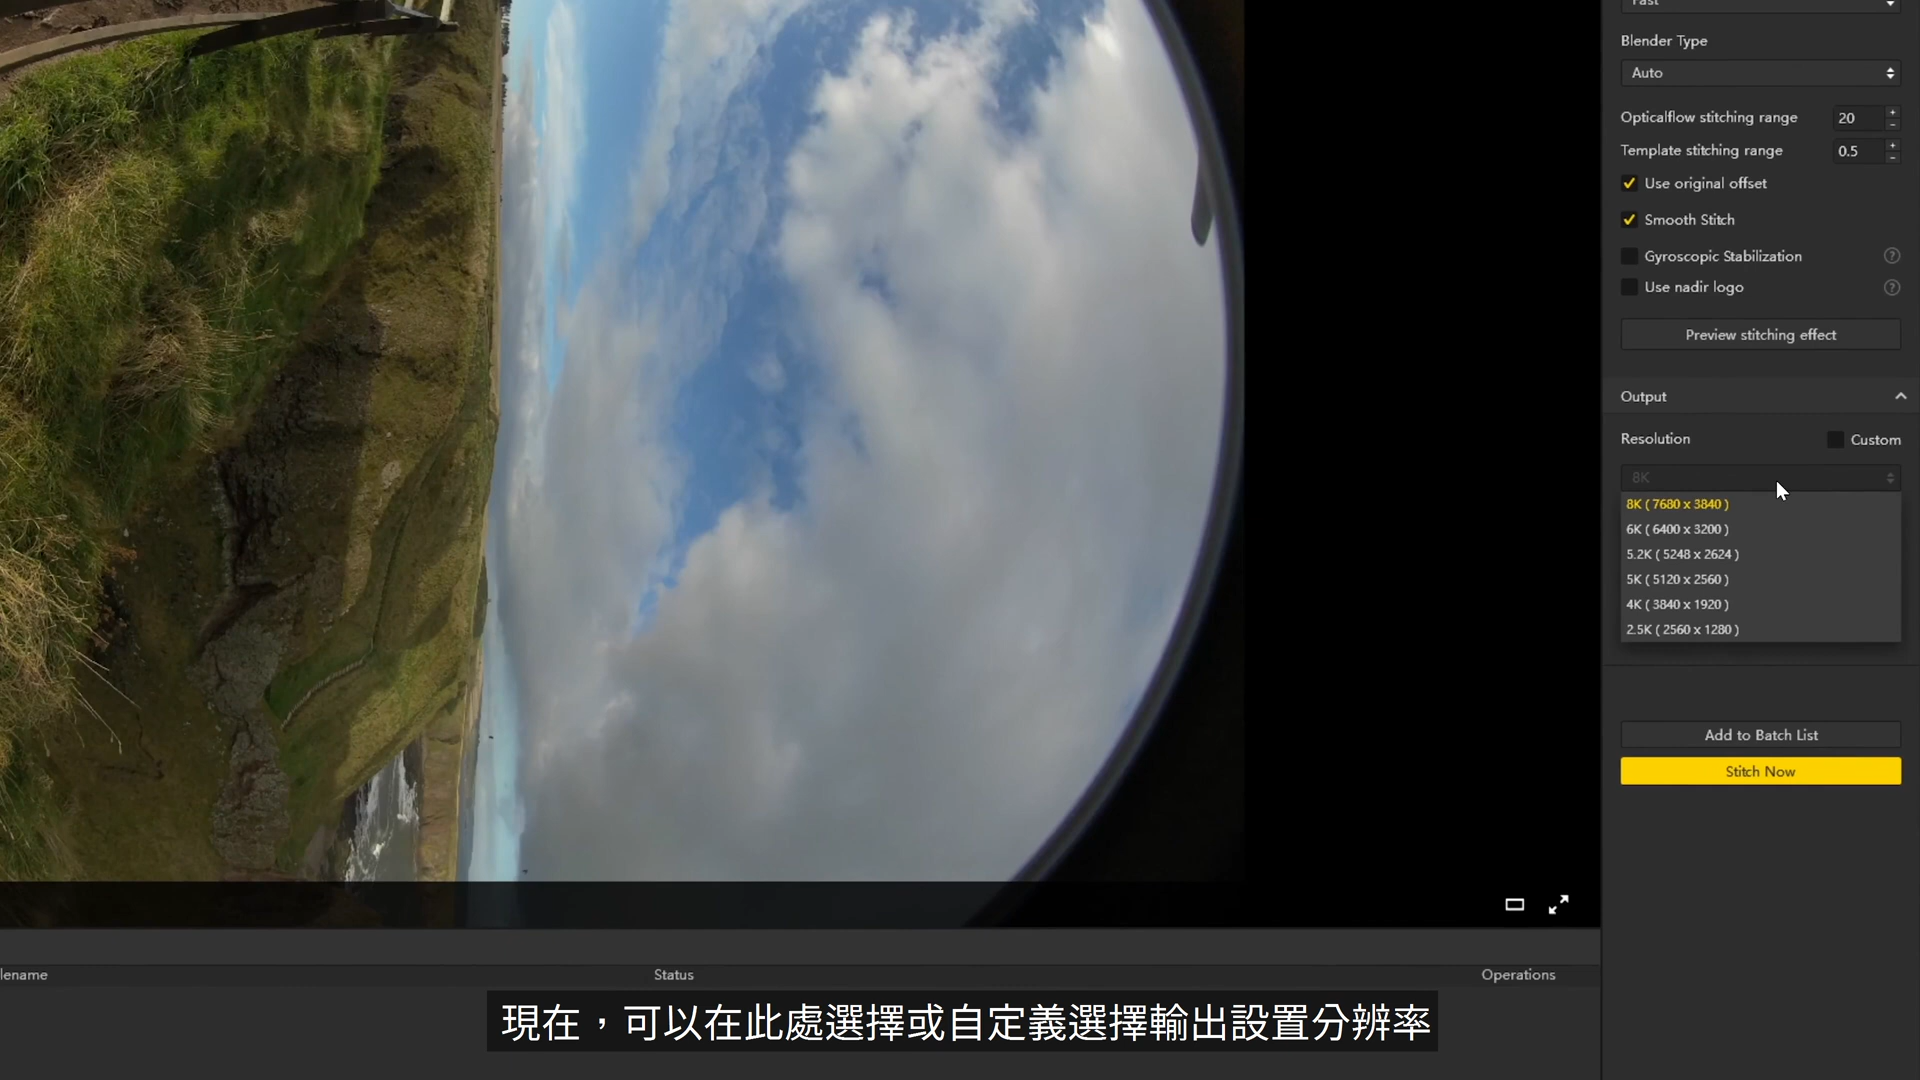 Fast
Blender Type
Auto
Opticalflow stitching range 20
Template stitching range 0.5
Use original offset
Smooth Stitch
Gyroscopic Stabilization ?
Use nadir logo ?
Preview stitching effect
Output
Resolution Custom
8K
8K ( 7680 x 3840 )
6K ( 6400 x 3200 )
5.2K ( 5248 x 2624 )
5K ( 5120 x 2560 )
4K ( 3840 x 1920 )
2.5K ( 2560 x 1280 )
Add to Batch List
Stitch Now
lename Status Operations
現在，可以在此處選擇或自定義選擇輸出設置分辨率